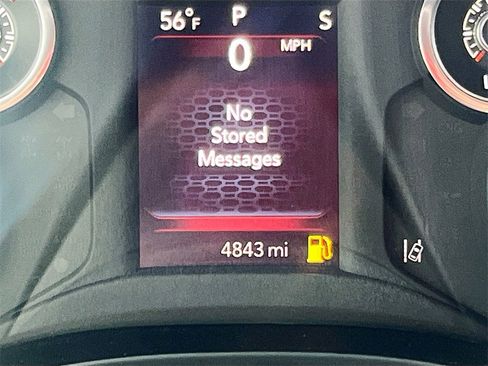 56°F P S
0 MPH
No
Stored
Messages
4843 mi